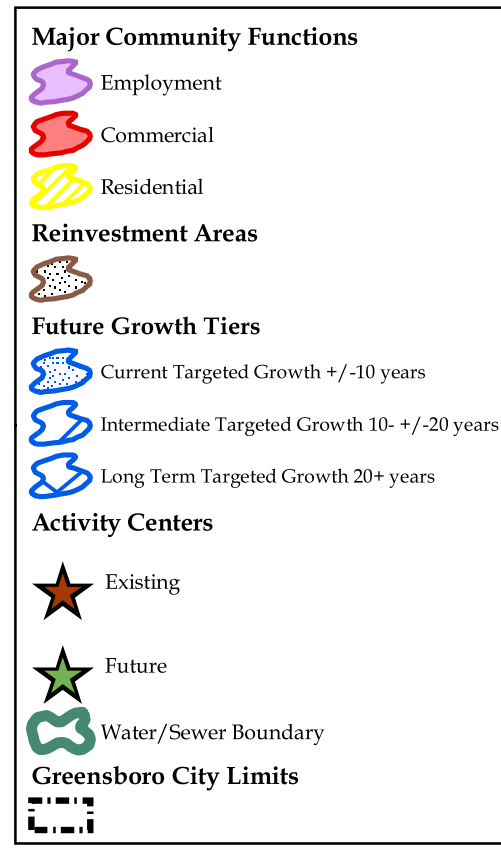 Major Community Functions
Employment
Commercial
Residential
Reinvestment Areas
Future Growth Tiers
Current Targeted Growth +/-10 years
Intermediate Targeted Growth 10- +/-20 years
Long Term Targeted Growth 20+ years
Activity Centers
Existing
Future
Water/Sewer Boundary
Greensboro City Limits